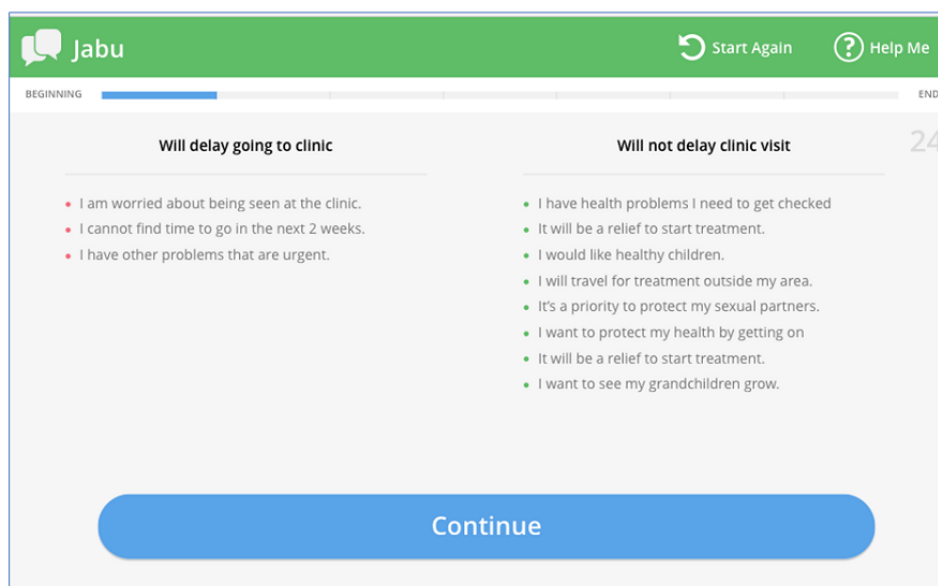 Jabu
Start Again
Help Me
BEGINNING
END
24
Will delay going to clinic
I am worried about being seen at the clinic.
I cannot find time to go in the next 2 weeks.
I have other problems that are urgent.
Will not delay clinic visit
I have health problems I need to get checked
It will be a relief to start treatment.
I would like healthy children.
I will travel for treatment outside my area.
It's a priority to protect my sexual partners.
I want to protect my health by getting on
It will be a relief to start treatment.
I want to see my grandchildren grow.
Continue